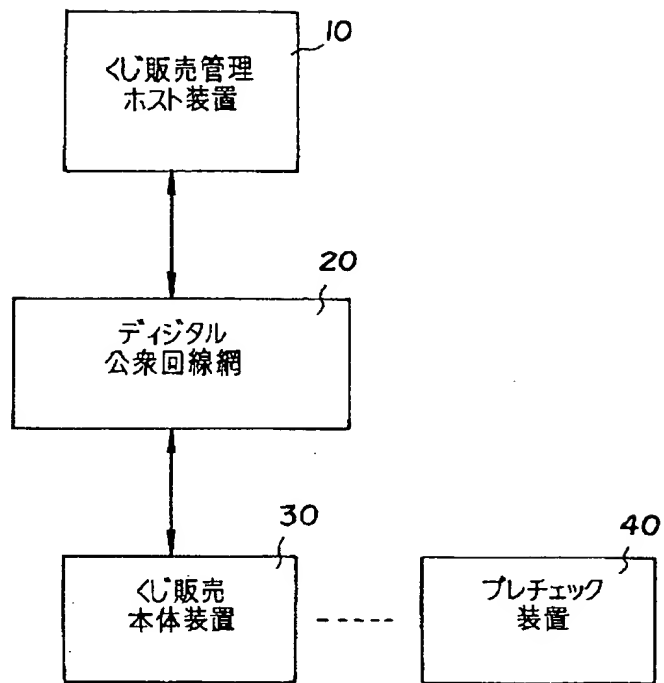 10
くじ販売管理
ホスト装置
20
ディジタル
公衆回線網
30
くじ販売
本体装置
40
プレチェック
装置